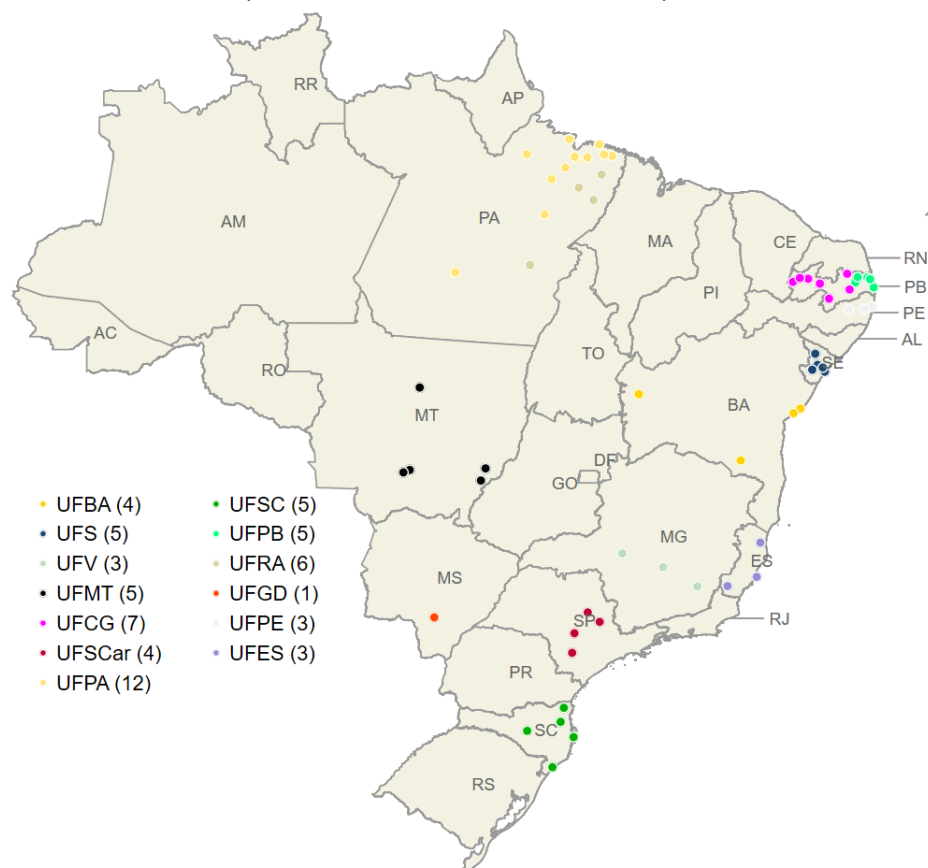 RR
AP
AM
PA
MA
CE
RN
PB
PI
PE
AC
AL
TO
SE
RO
BA
MT
DF
GO
UFBA (4)
UFS (5)
UFV (3)
UFMT (5)
UFCG (7)
UFSCar (4)
UFPA (12)
UFSC (5)
UFPB (5)
UFRA (6)
UFGD (1)
UFPE (3)
UFES (3)
MG
ES
MS
SP
RJ
PR
SC
RS